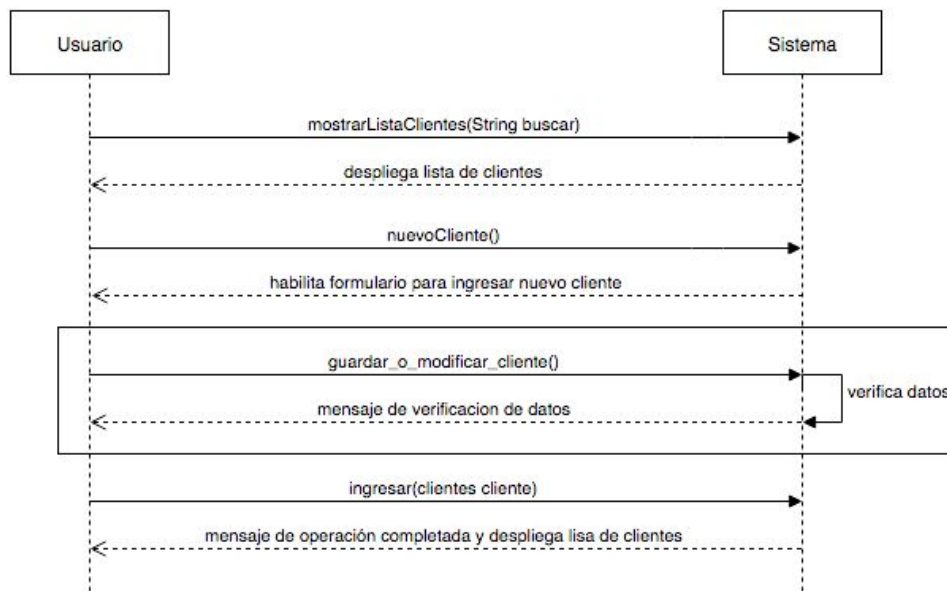 Usuario
Sistema
mostrarListaClientes(String buscar)
despliega lista de clientes
nuevoCliente()
habilita formulario para ingresar nuevo cliente
guardar_o_modificar_cliente()
verifica datos
mensaje de verificacion de datos
ingresar(clientes cliente)
mensaje de operación completada y despliega lisa de clientes